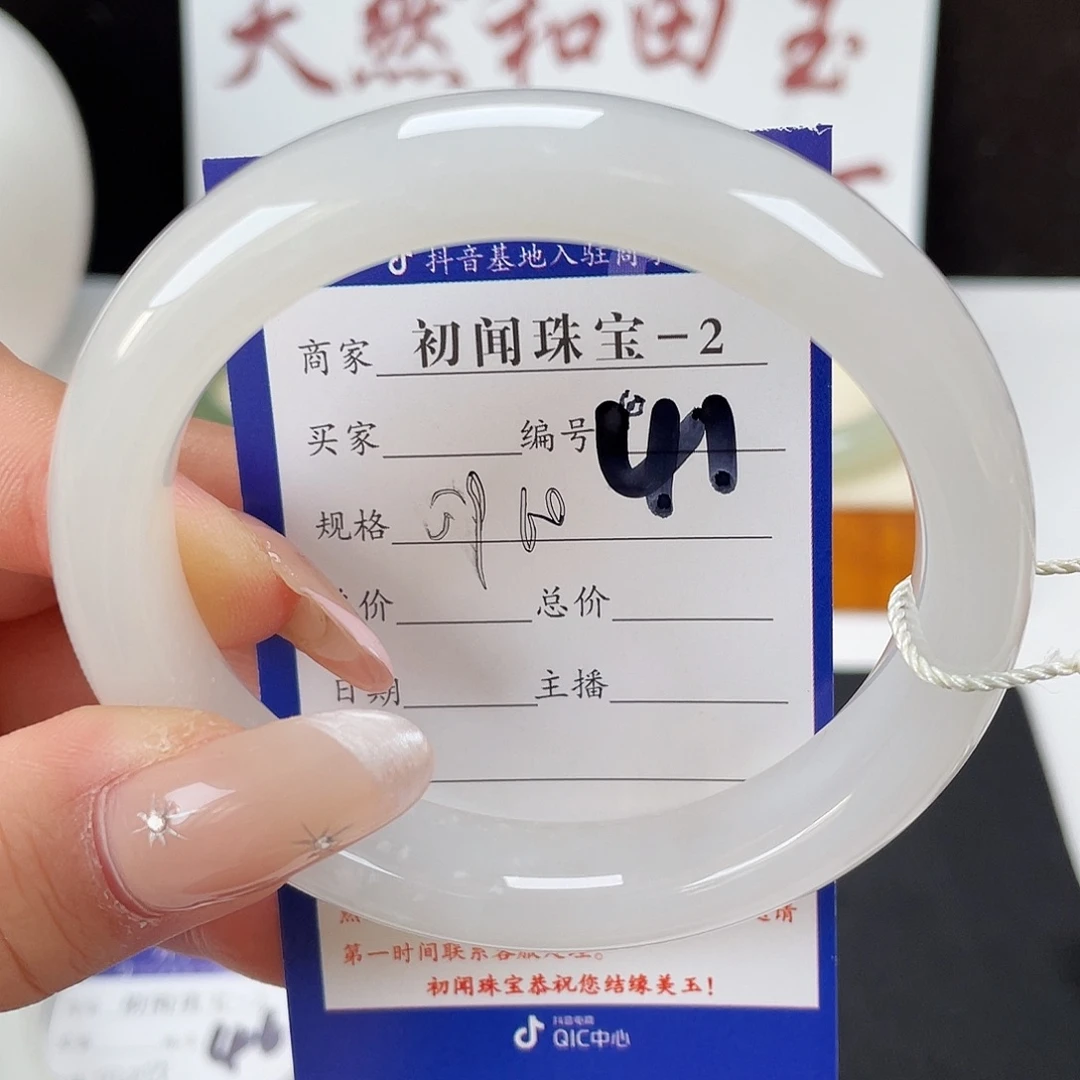 天然和田玉
抖音基地入驻商
商家 初闻珠宝-2
买家 编号
规格 60
价 总价
日期 主播
请
第一时间联系客服处理。
初闻珠宝恭祝您结缘美玉！
抖音电商
QIC中心